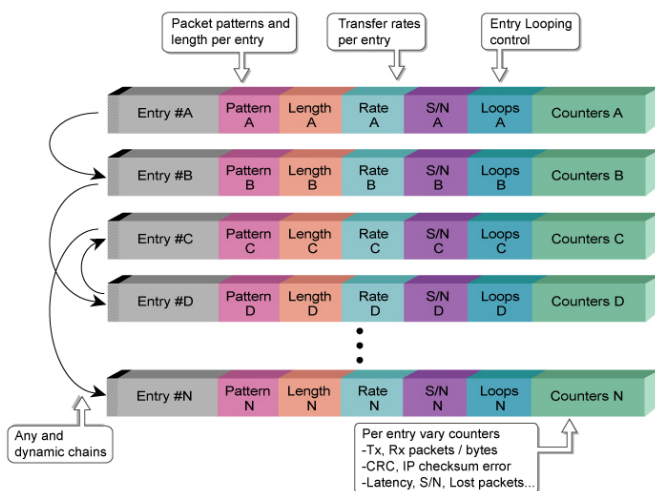 Packet patterns and
length per entry
Transfer rates
per entry
Entry Looping
control
Entry #A
Pattern
A
Length
A
Rate
A
S/N
A
Loops
A
Counters A
Entry #B
Pattern
B
Length
B
Rate
B
S/N
B
Loops
B
Counters B
Entry #C
Pattern
C
Length
C
Rate
C
S/N
C
Loops
C
Counters C
Entry #D
Pattern
D
Length
D
Rate
D
S/N
D
Loops
D
Counters D
Entry #N
Pattern
N
Length
N
Rate
N
S/N
N
Loops
N
Counters N
Any and
dynamic chains
Per entry vary counters
-Tx, Rx packets / bytes
-CRC, IP checksum error
-Latency, S/N, Lost packets...